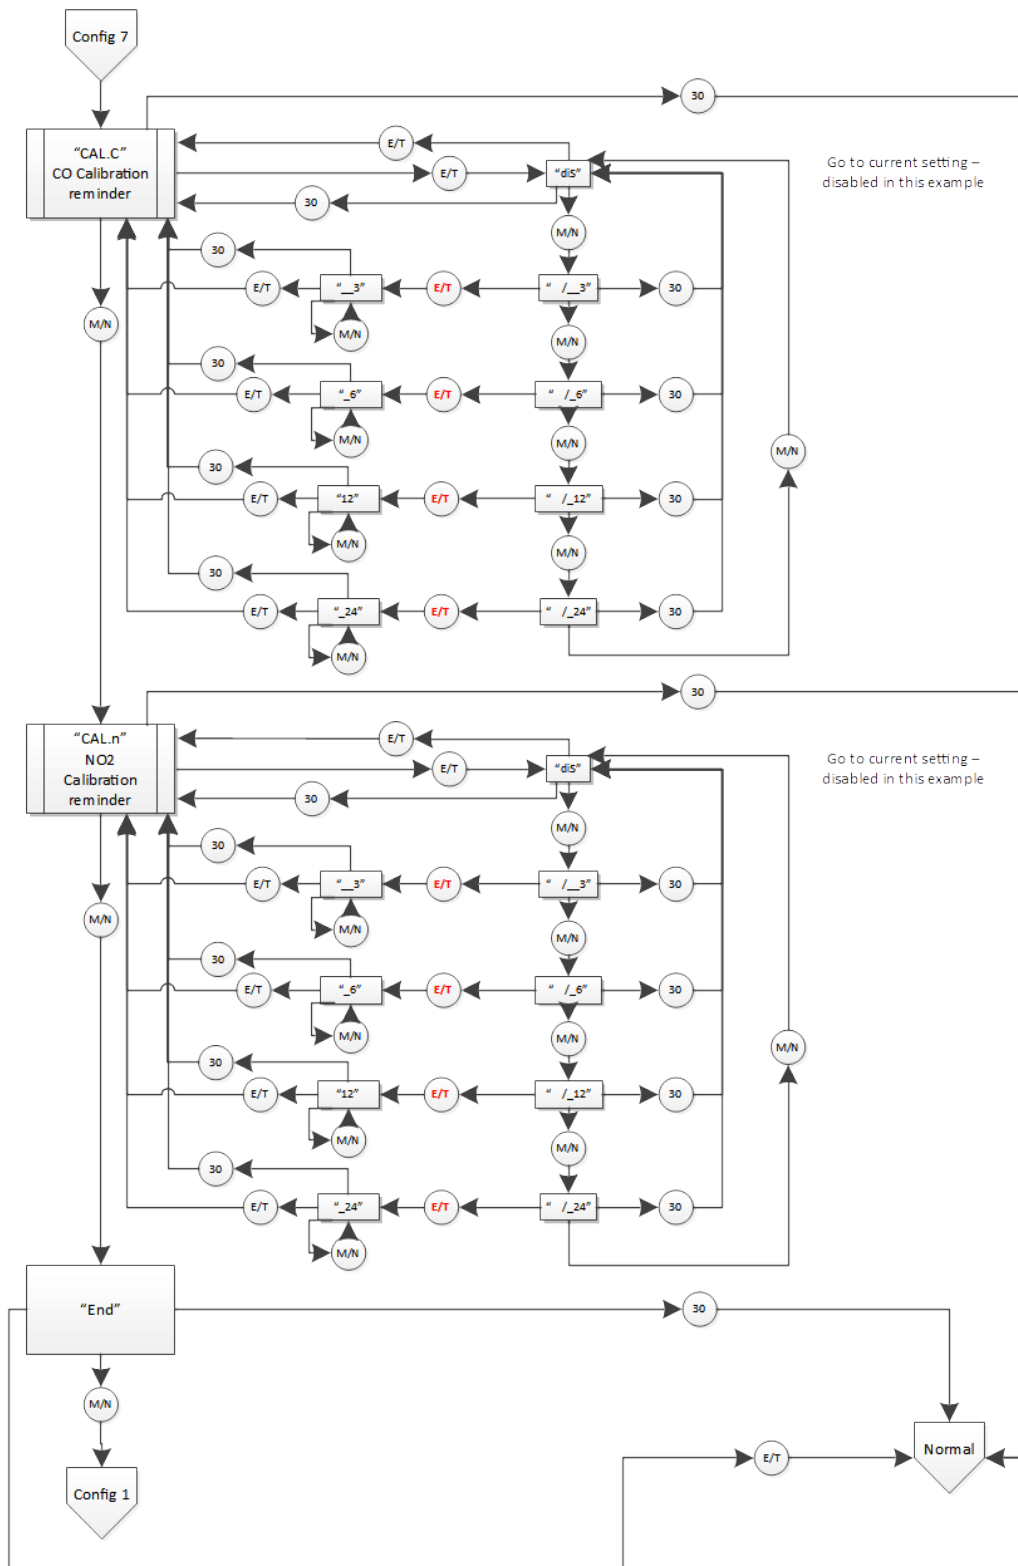 Config 7
30
"CAL.C"
CO Calibration
reminder
E/T
E/T
"diS"
Go to current setting –
disabled in this example
30
M/N
30
E/T
"__3"
E/T
" /__3"
30
M/N
M/N
M/N
30
E/T
"_6"
E/T
" /_6"
30
M/N
M/N
M/N
30
E/T
"12"
E/T
" /_12"
30
M/N
M/N
30
E/T
"_24"
E/T
" /_24"
30
M/N
30
"CAL.n"
NO2
Calibration
reminder
E/T
E/T
"diS"
Go to current setting –
disabled in this example
30
M/N
30
E/T
"__3"
E/T
" /__3"
30
M/N
M/N
M/N
30
E/T
"_6"
E/T
" /_6"
30
M/N
M/N
M/N
30
E/T
"12"
E/T
" /_12"
30
M/N
M/N
30
E/T
"_24"
E/T
" /_24"
30
M/N
"End"
30
M/N
Normal
E/T
Config 1